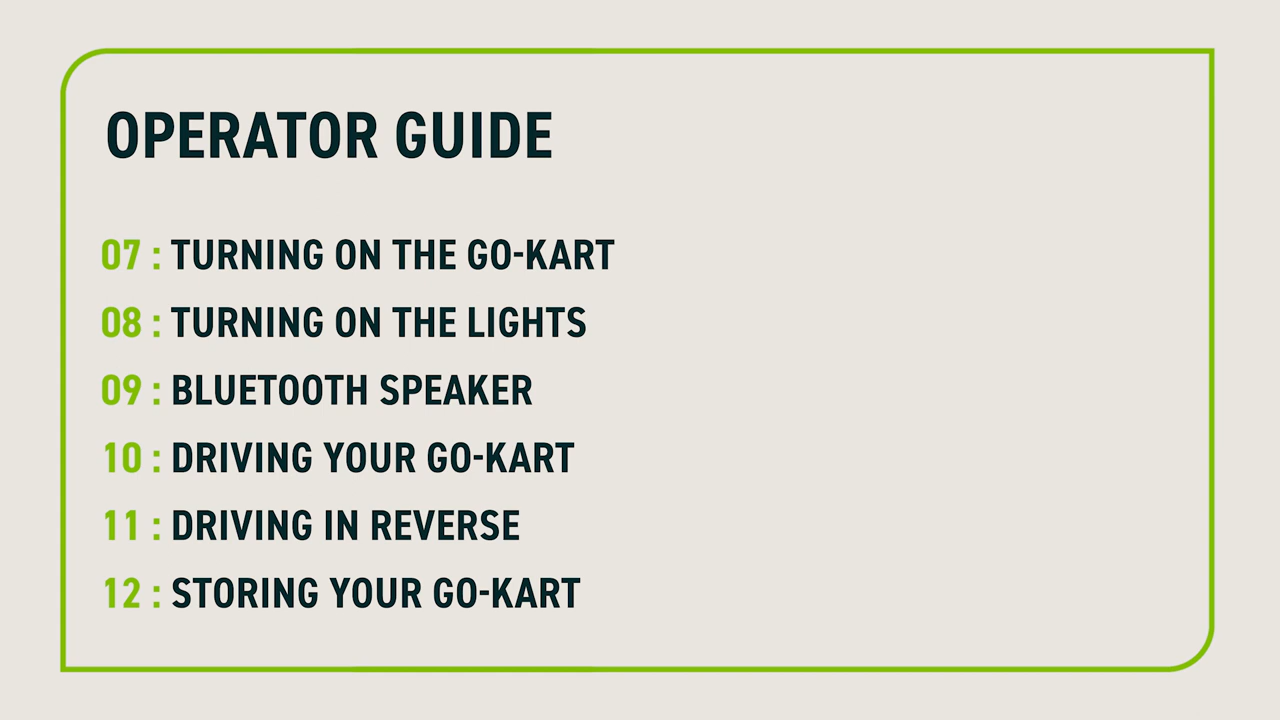 OPERATOR GUIDE
07 : TURNING ON THE GO-KART
08 : TURNING ON THE LIGHTS
09 : BLUETOOTH SPEAKER
10 : DRIVING YOUR GO-KART
11 : DRIVING IN REVERSE
12 : STORING YOUR GO-KART